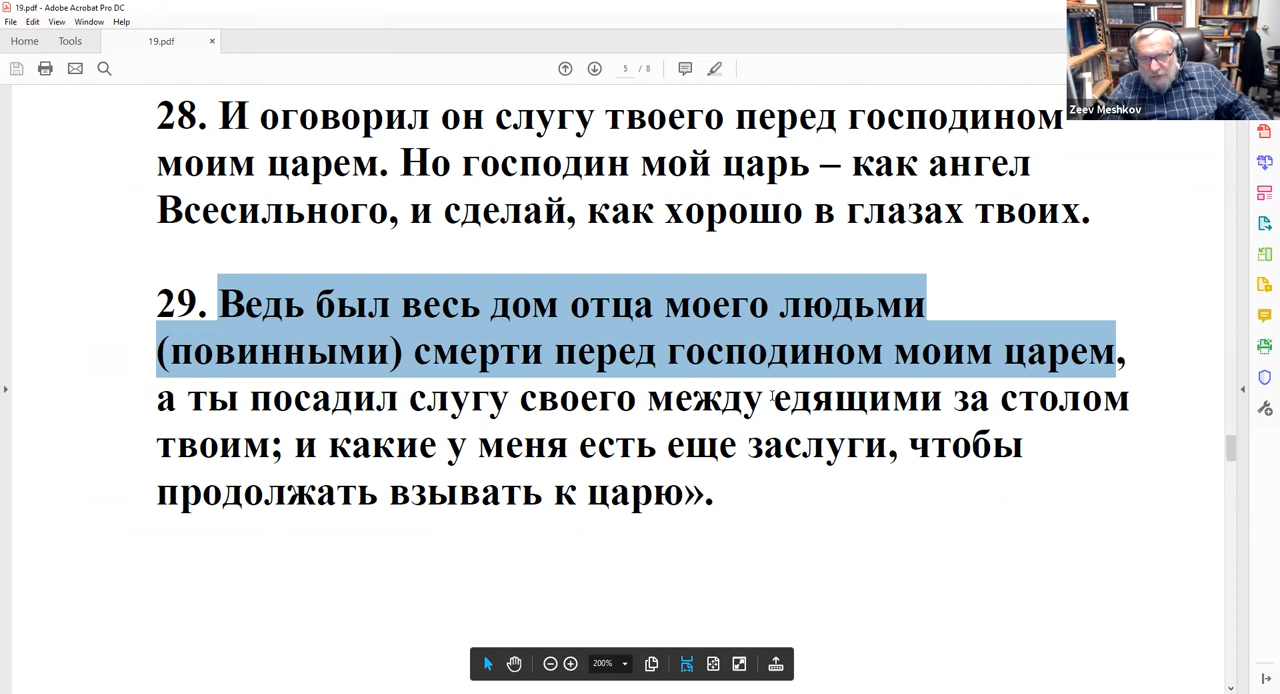 19.pdf - Adobe Acrobat Pro DC
File Edit View Window Help
Home Tools 19.pdf ×
5 / 8
Zeev Meshkov
28. И оговорил он слугу твоего перед господином
моим царем. Но господин мой царь – как ангел
Всесильного, и сделай, как хорошо в глазах твоих.
29. Ведь был весь дом отца моего людьми
(повинными) смерти перед господином моим царем,
а ты посадил слугу своего между едящими за столом
твоим; и какие у меня есть еще заслуги, чтобы
продолжать взывать к царю».
200%